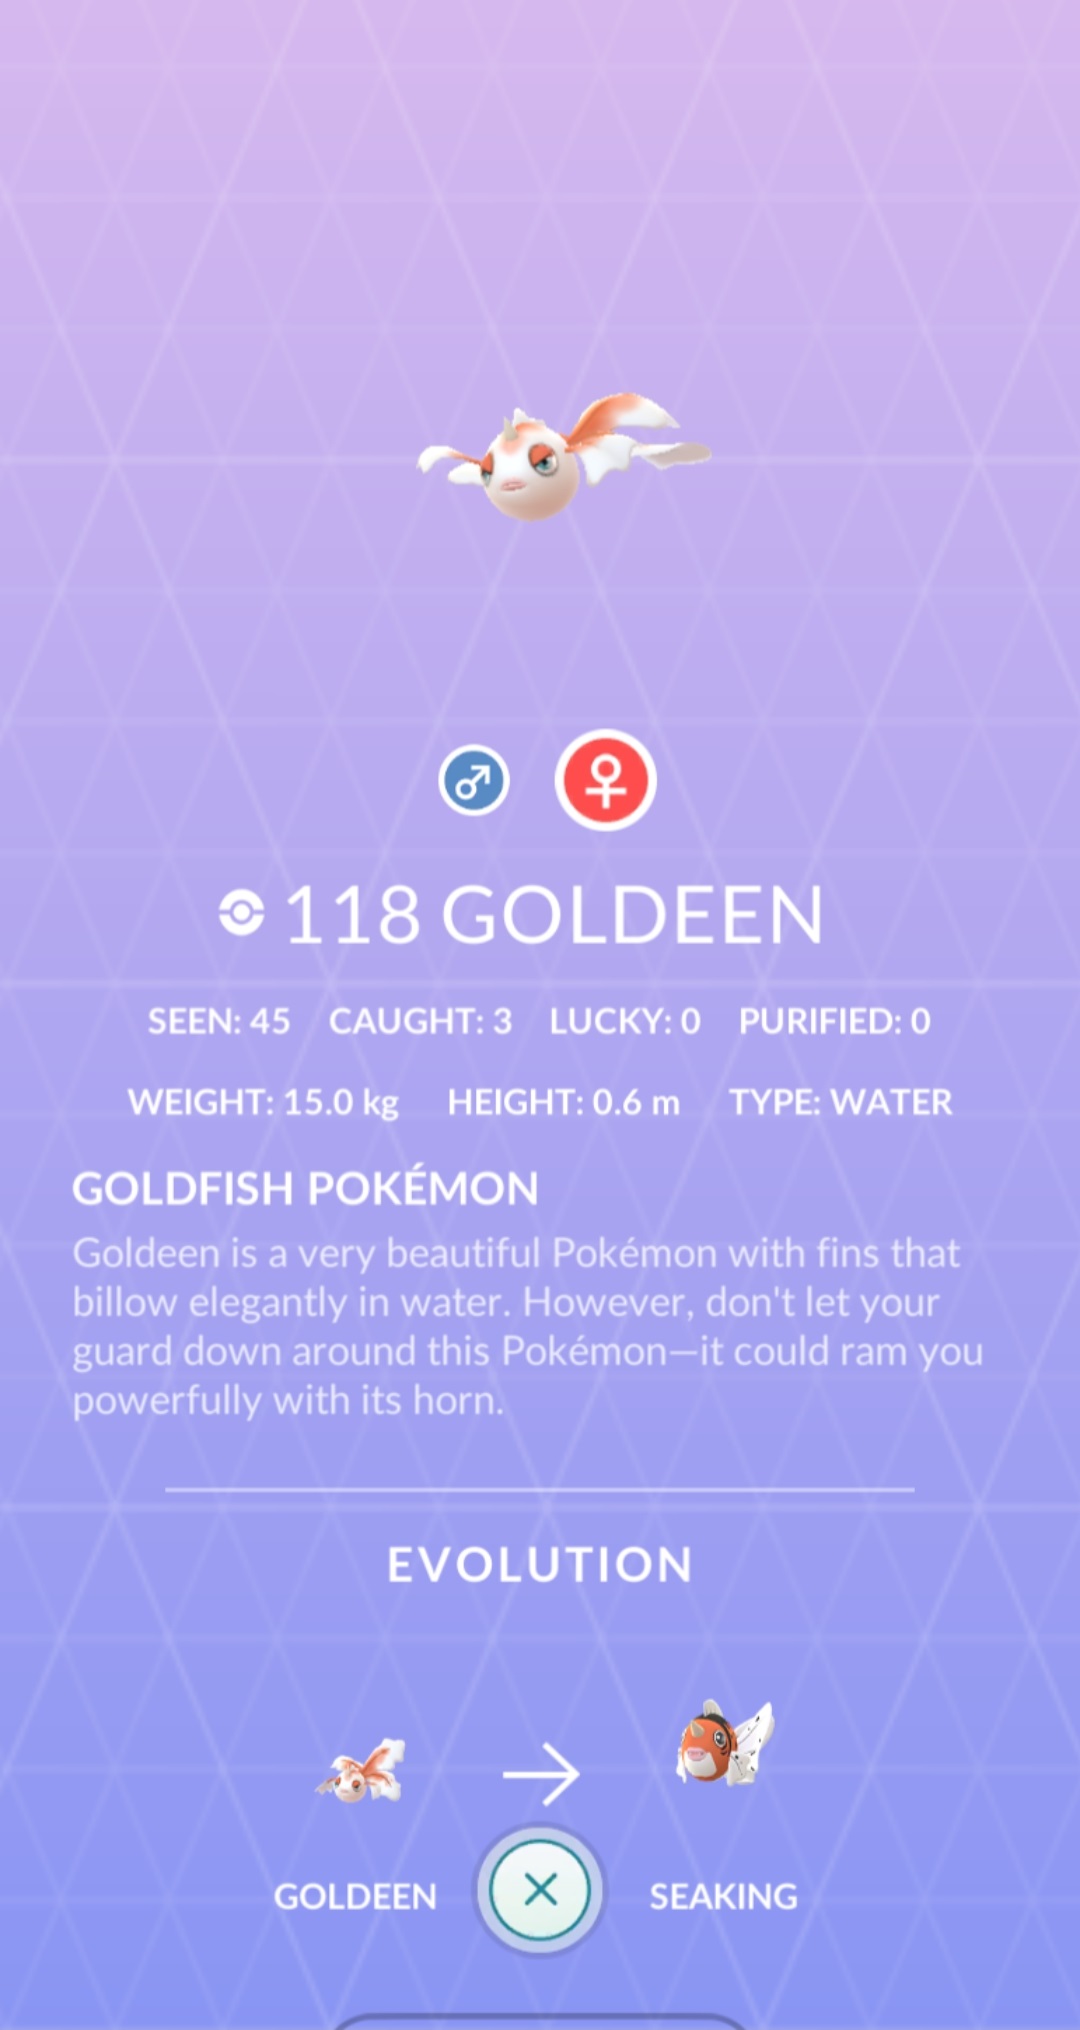 118 GOLDEEN
SEEN: 45 CAUGHT: 3 LUCKY: 0 PURIFIED: 0
WEIGHT: 15.0 kg HEIGHT: 0.6 m TYPE: WATER
GOLDFISH POKÉMON
Goldeen is a very beautiful Pokémon with fins that
billow elegantly in water. However, don't let your
guard down around this Pokémon—it could ram you
powerfully with its horn.
EVOLUTION
GOLDEEN SEAKING